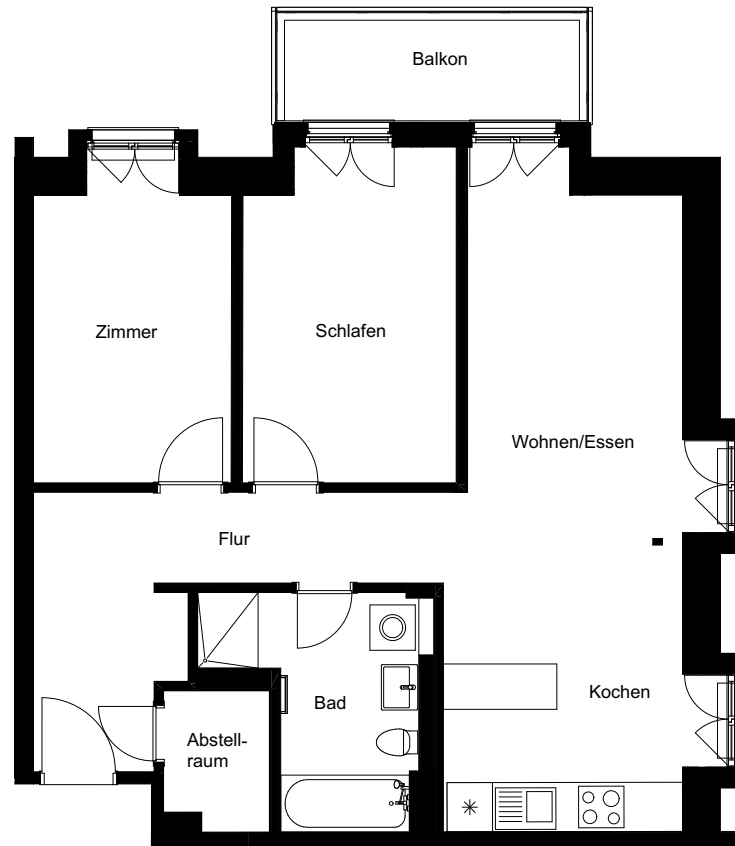 Balkon
Zimmer
Schlafen
Wohnen/Essen
Flur
Kochen
Bad
Abstell-
raum